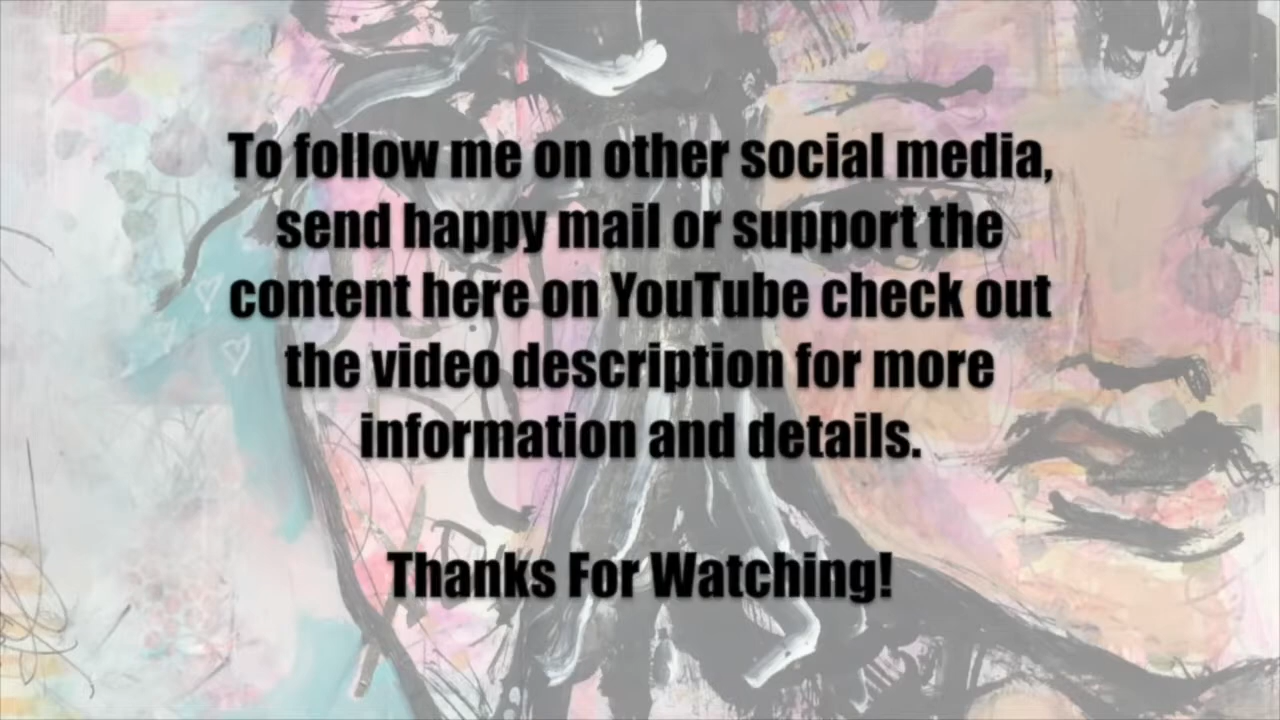 To follow me on other social media,
send happy mail or support the
content here on YouTube check out
the video description for more
information and details.
Thanks For Watching!